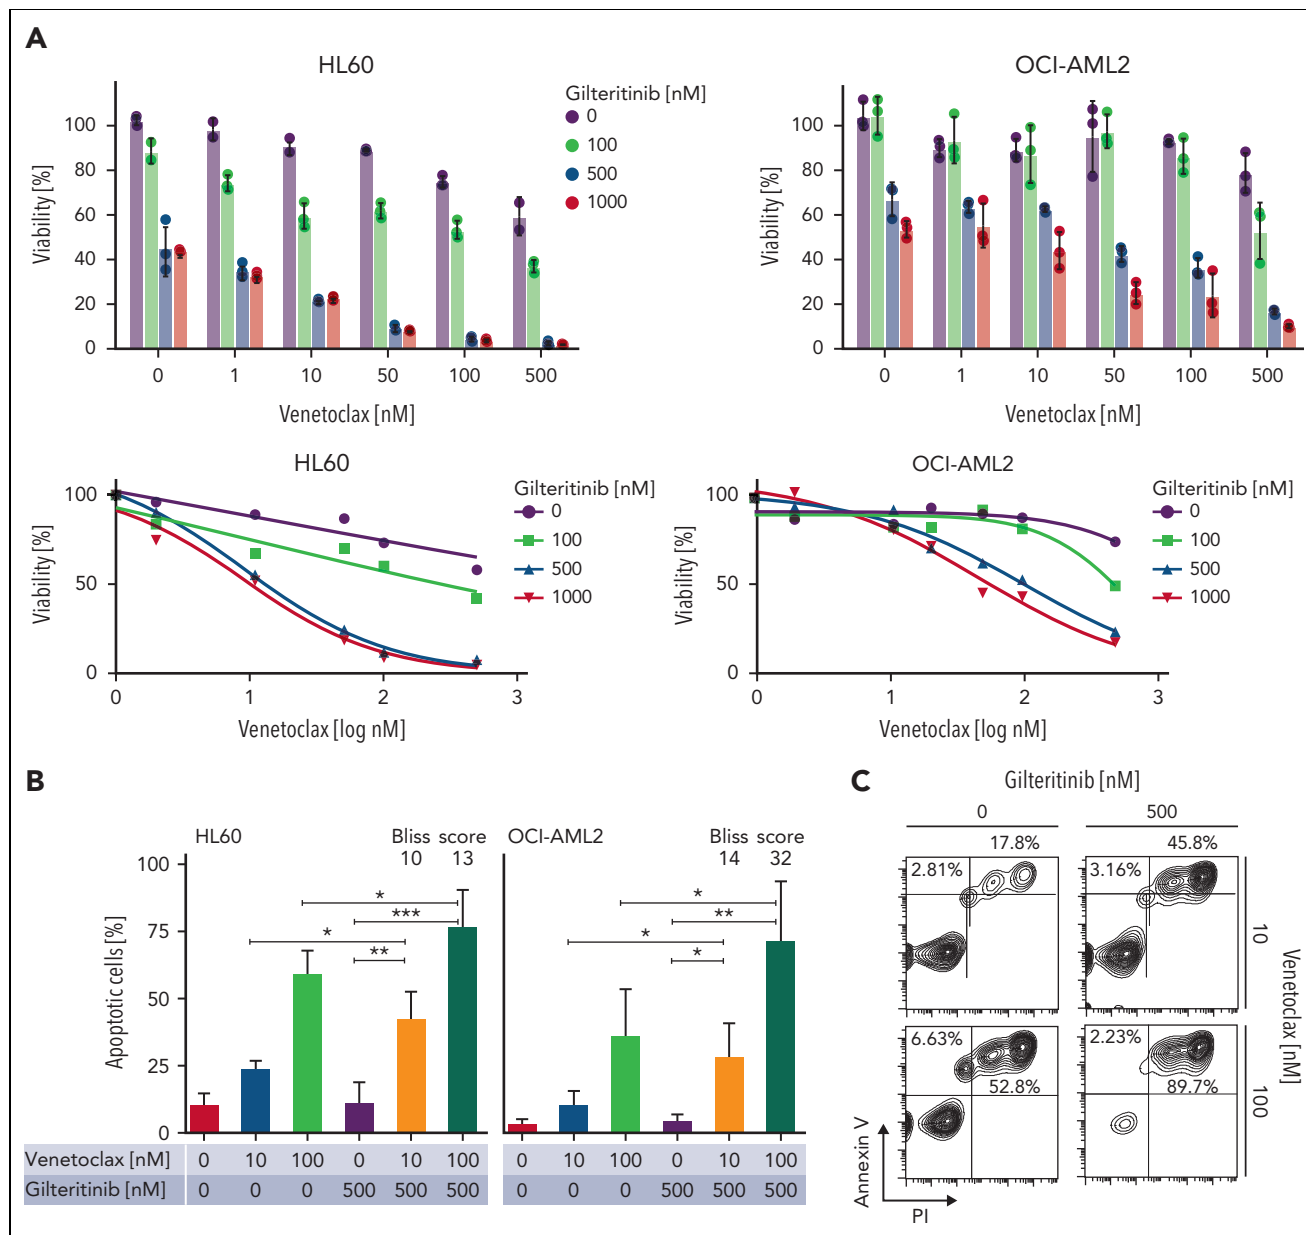 A
HL60
Gilteritinib [nM]
0
100
500
1000
Viability [%]
100
80
60
40
20
0
0 1 10 50 100 500
Venetoclax [nM]
OCI-AML2
Viability [%]
100
80
60
40
20
0
0 1 10 50 100 500
Venetoclax [nM]
HL60
Gilteritinib [nM]
0
100
500
1000
Viability [%]
100
50
0
0 1 2 3
Venetoclax [log nM]
OCI-AML2
Gilteritinib [nM]
0
100
500
1000
Viability [%]
100
50
0
0 1 2 3
Venetoclax [log nM]
B
HL60
Bliss score
10 13
Apoptotic cells [%]
100
75
50
25
0
*
***
*
**
OCI-AML2
Bliss score
14 32
*
**
*
*
Venetoclax [nM] 0 10 100 0 10 100 0 10 100 0 10 100
Gilteritinib [nM] 0 0 0 500 500 500 0 0 0 500 500 500
C
Gilteritinib [nM]
0 500
17.8% 45.8%
2.81% 3.16%
10
6.63% 2.23%
52.8% 89.7%
100
Venetoclax [nM]
Annexin V
PI